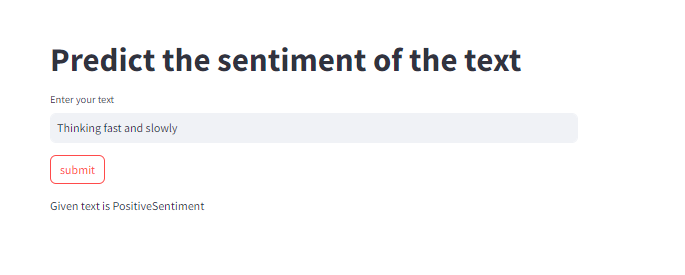 Predict the sentiment of the text
Enter your text
Thinking fast and slowly
submit
Given text is PositiveSentiment